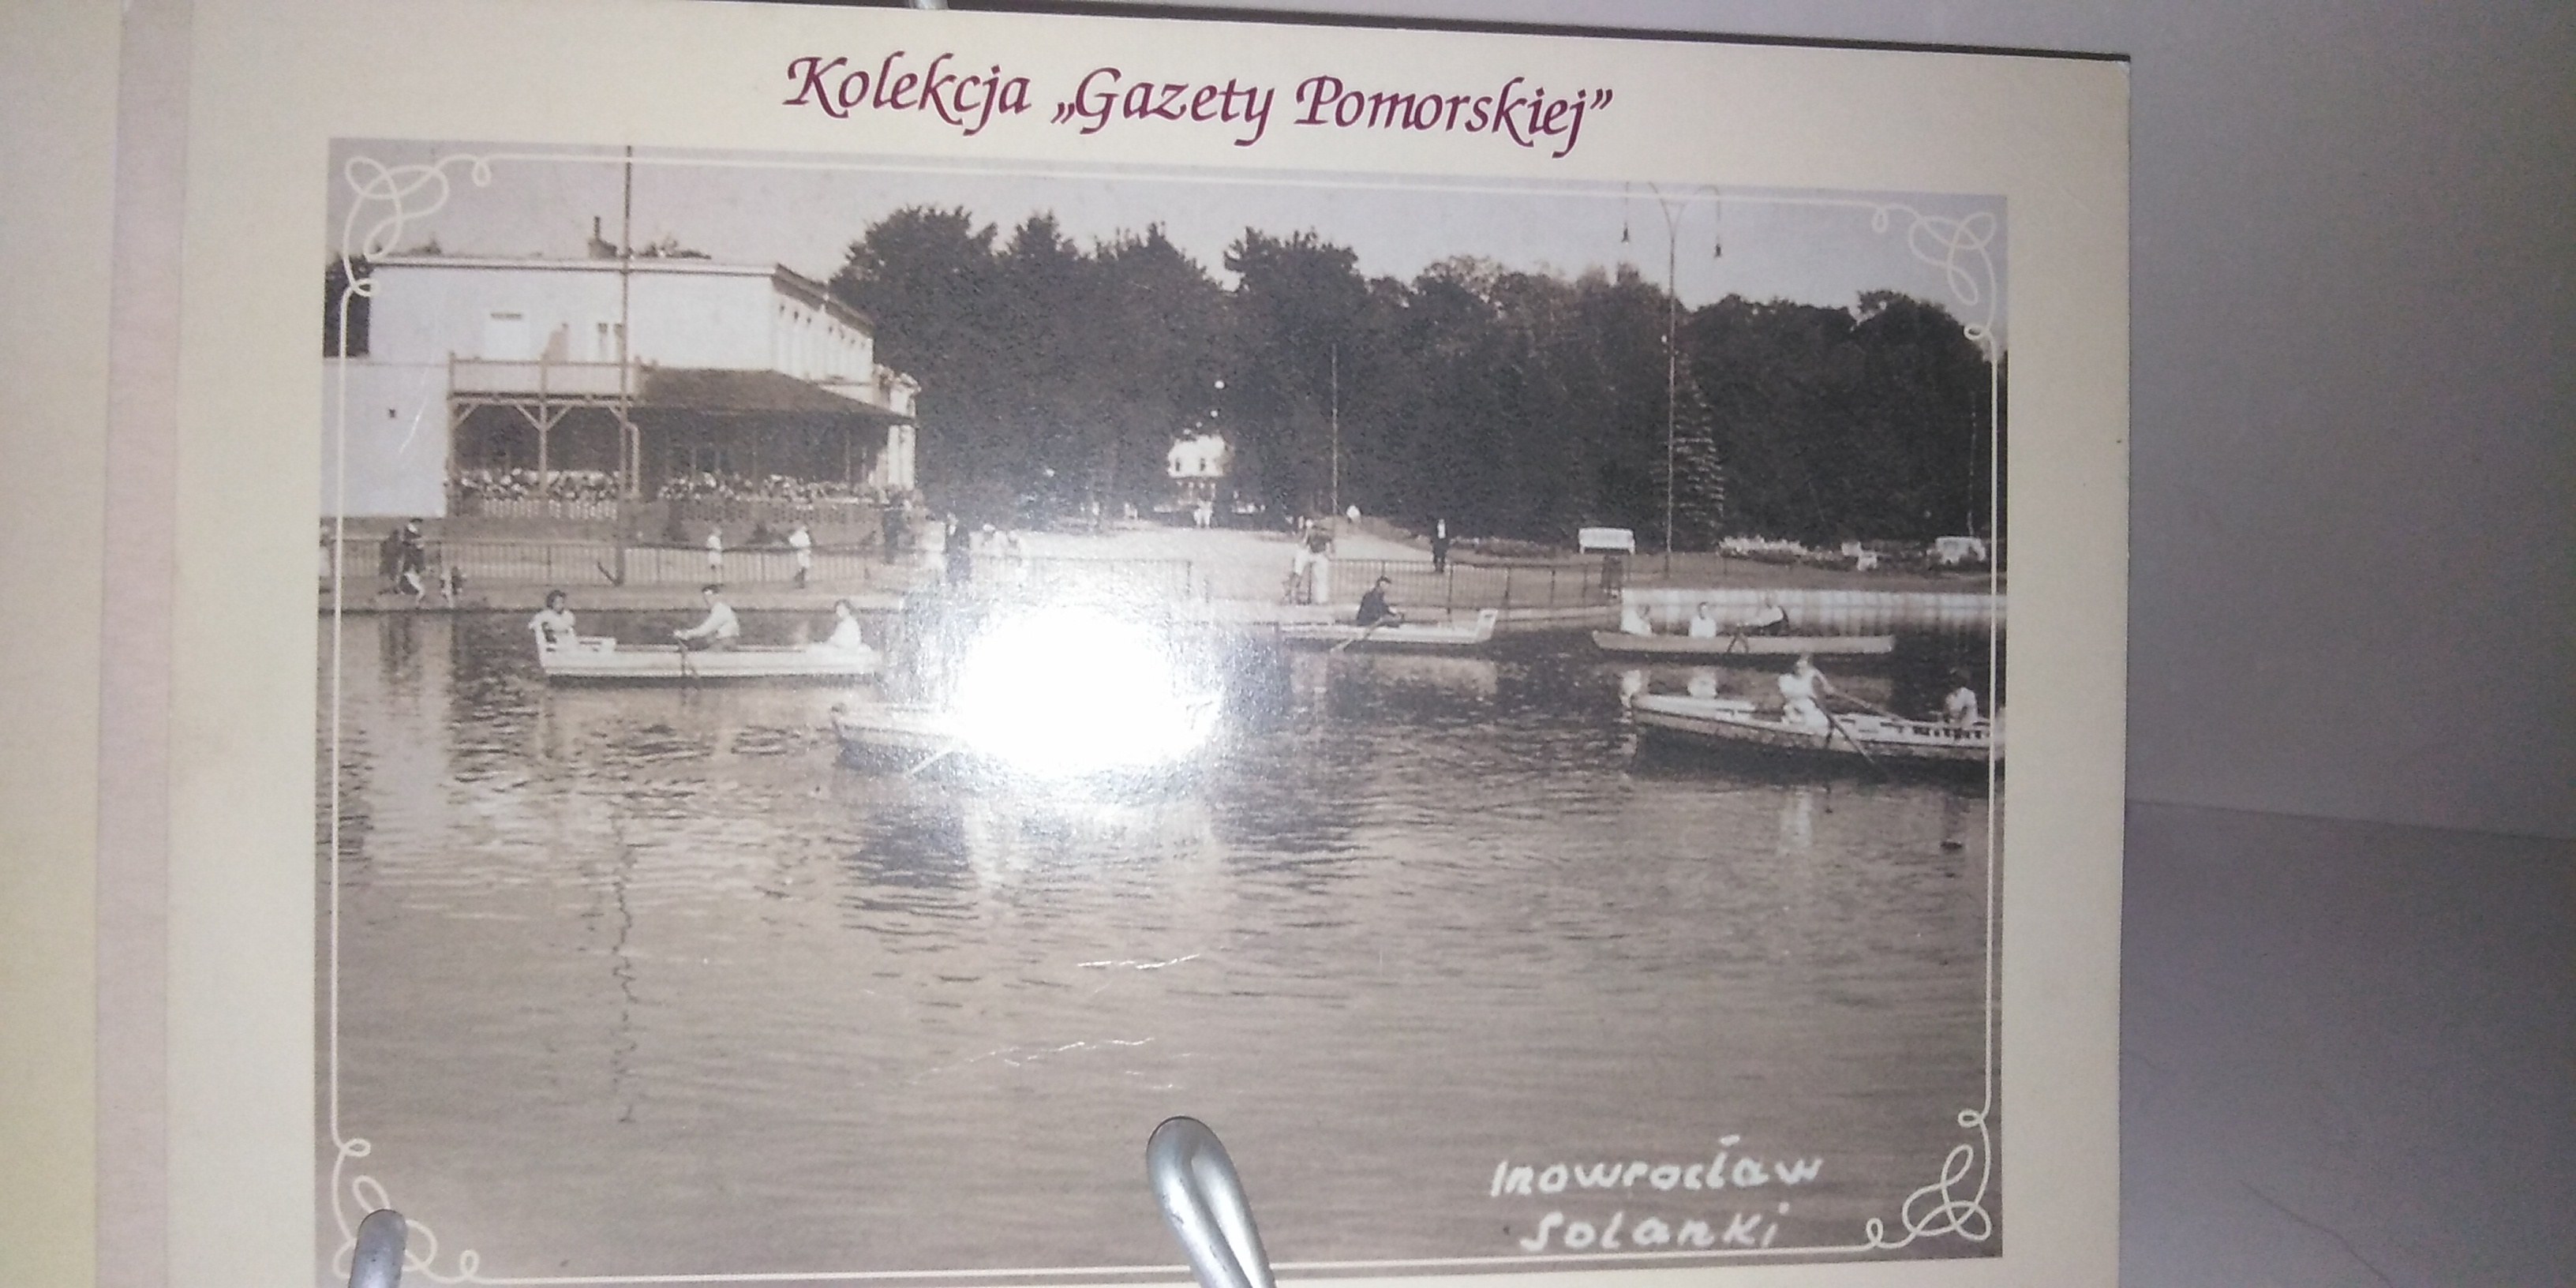 Kolekcja „Gazety Pomorskiej”
Inowrocław
Solanki